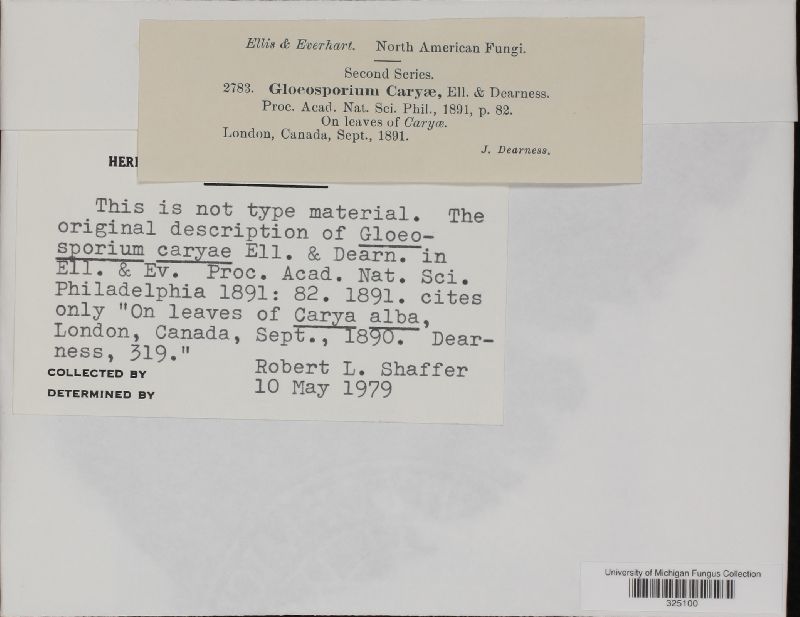 Ellis & Everhart. North American Fungi.
Second Series.
2783. Gloeosporium Caryæ, Ell. & Dearness.
Proc. Acad. Nat. Sci. Phil., 1891, p. 82.
On leaves of Caryæ.
London, Canada, Sept., 1891.
J. Dearness.
This is not type material. The
original description of Gloeo-
sporium caryae Ell. & Dearn. in
Ell. & Ev. Proc. Acad. Nat. Sci.
Philadelphia 1891: 82. 1891. cites
only "On leaves of Carya alba,
London, Canada, Sept., 1890. Dear-
ness, 319."
Robert L. Shaffer
COLLECTED BY
10 May 1979
DETERMINED BY
University of Michigan Fungus Collection
325100